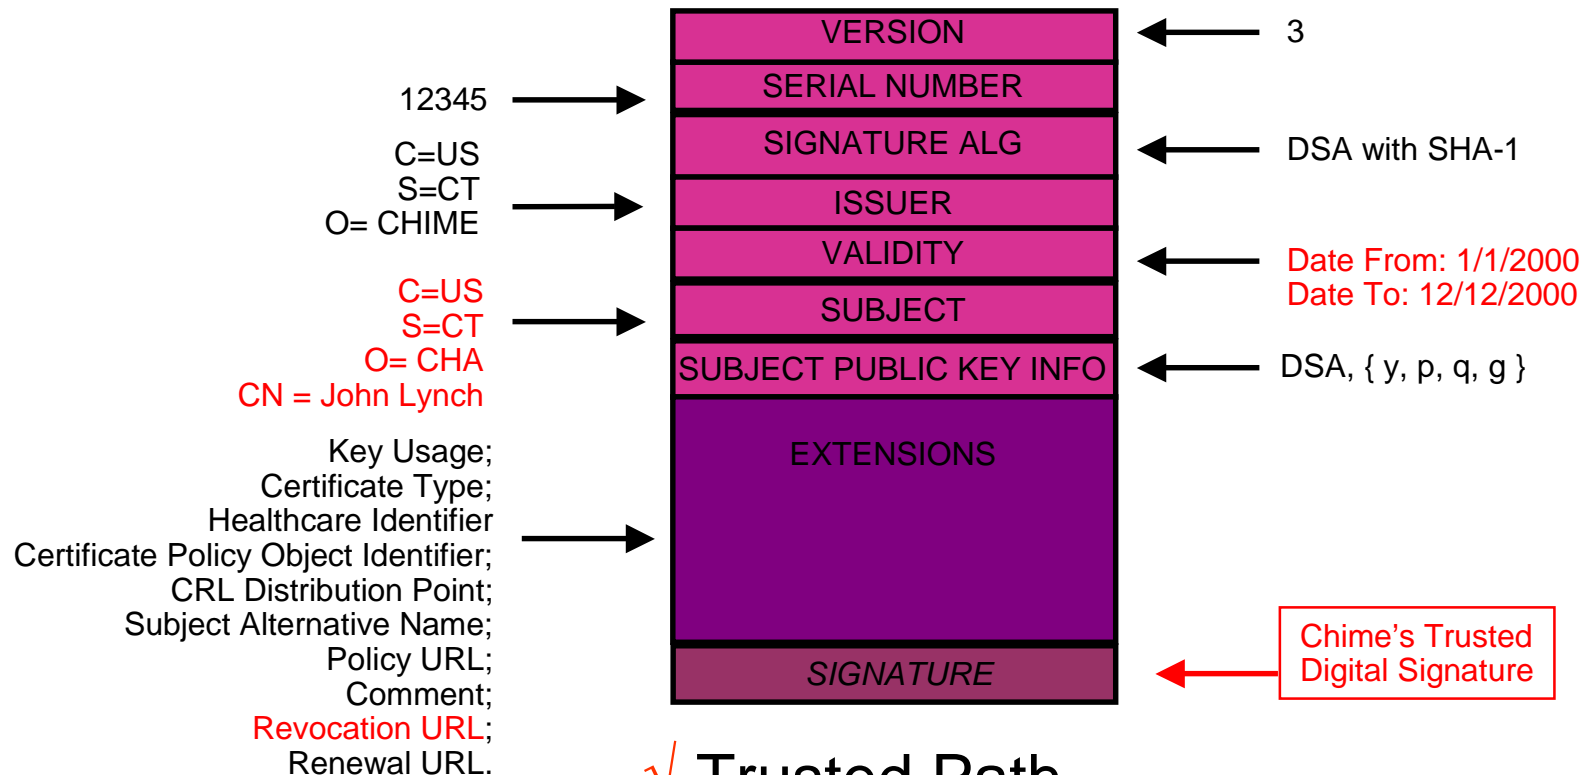 VERSION
3
12345
SERIAL NUMBER
C=US
S=CT
O= CHIME
SIGNATURE ALG
DSA with SHA-1
ISSUER
VALIDITY
Date From: 1/1/2000
Date To: 12/12/2000
C=US
S=CT
O= CHA
CN = John Lynch
SUBJECT
SUBJECT PUBLIC KEY INFO
DSA, { y, p, q, g }
Key Usage;
Certificate Type;
Healthcare Identifier
Certificate Policy Object Identifier;
CRL Distribution Point;
Subject Alternative Name;
Policy URL;
Comment;
Revocation URL;
Renewal URL.
EXTENSIONS
SIGNATURE
Chime’s Trusted
Digital Signature
√ Trusted Path